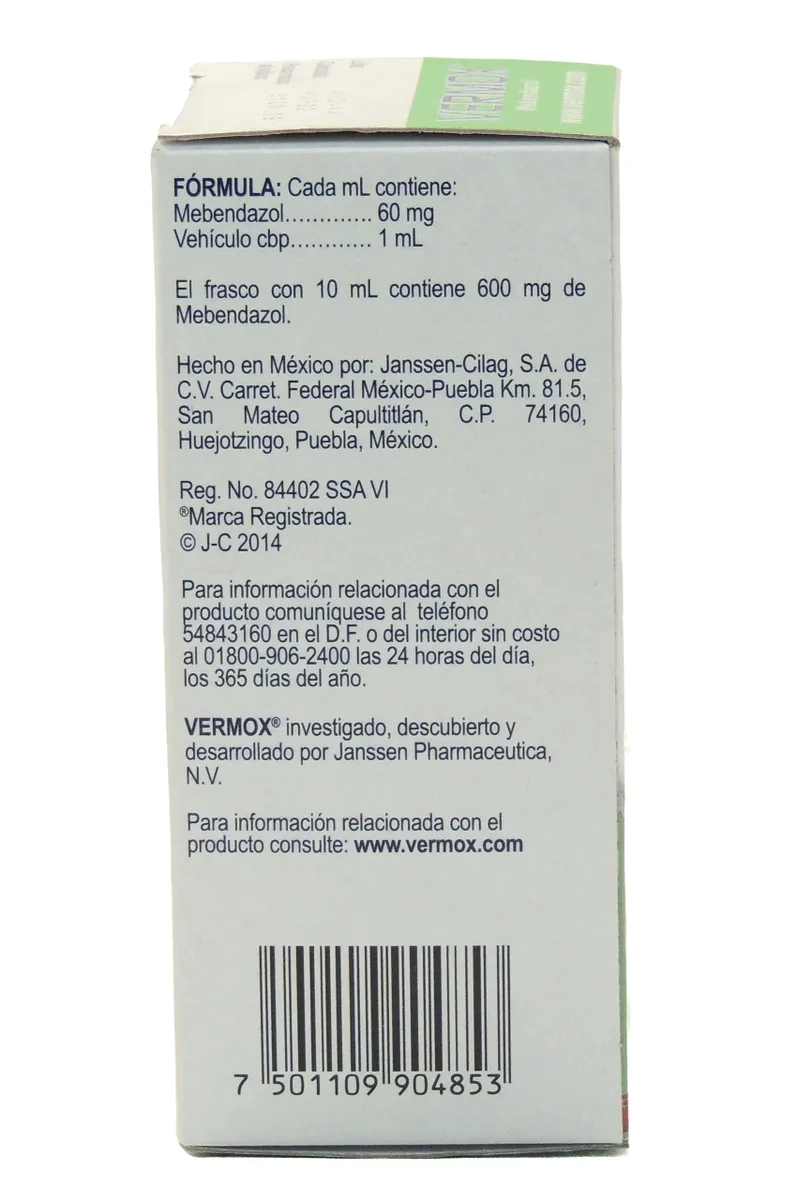 VERMOX
Mebendazol
www.vermox.com
FÓRMULA: Cada mL contiene:
Mebendazol............. 60 mg
Vehículo cbp............ 1 mL
El frasco con 10 mL contiene 600 mg de
Mebendazol.
Hecho en México por: Janssen-Cilag, S.A. de
C.V. Carret. Federal México-Puebla Km. 81.5,
San Mateo Capultitlán, C.P. 74160,
Huejotzingo, Puebla, México.
Reg. No. 84402 SSA VI
®Marca Registrada.
© J-C 2014
Para información relacionada con el
producto comuníquese al teléfono
54843160 en el D.F. o del interior sin costo
al 01800-906-2400 las 24 horas del día,
los 365 días del año.
VERMOX® investigado, descubierto y
desarrollado por Janssen Pharmaceutica,
N.V.
Para información relacionada con el
producto consulte: www.vermox.com
7 501109 904853